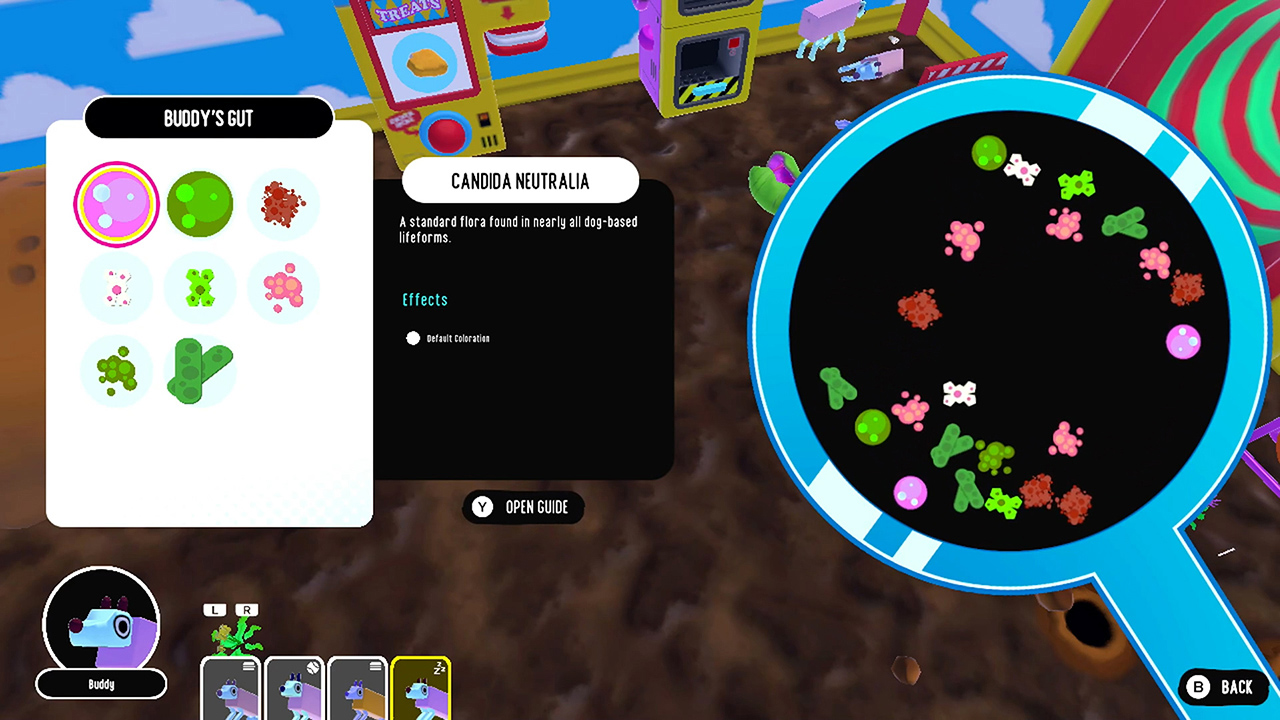 TREATS
BUDDY'S GUT
CANDIDA NEUTRALIA
A standard flora found in nearly all dog-based
lifeforms.
Effects
Default Coloration
Y OPEN GUIDE
L R
Buddy
zzz
B BACK